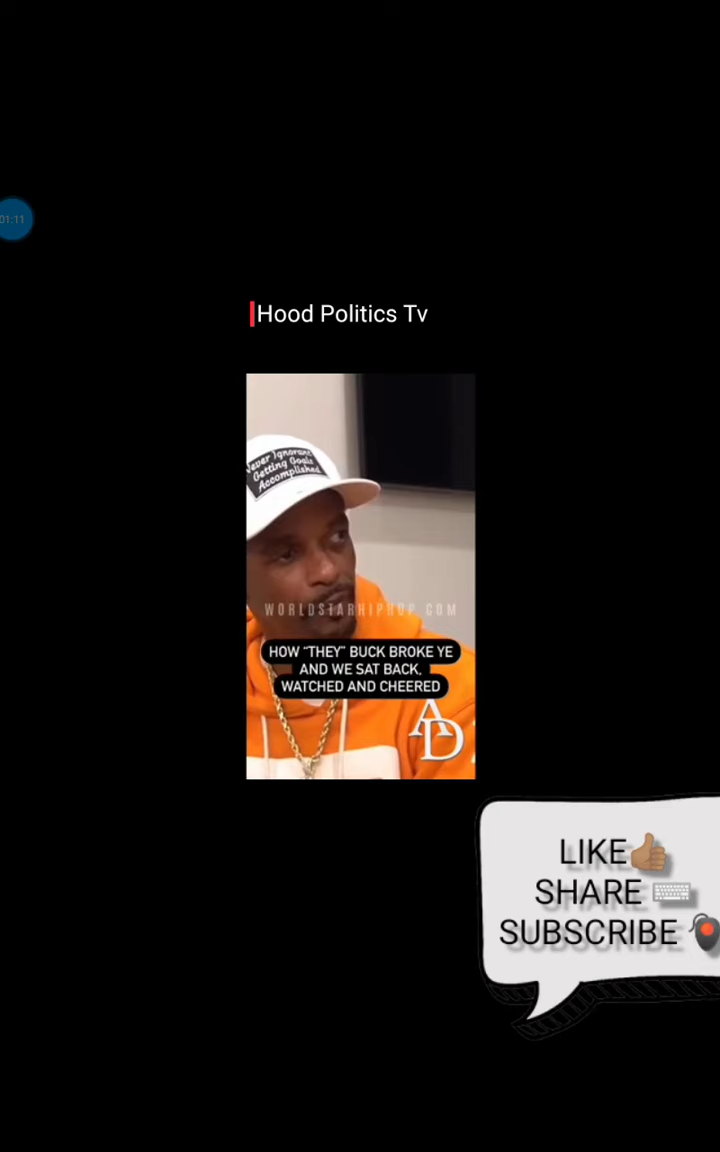 01:11
Hood Politics Tv
Never Ignorant
Getting Goals
Accomplished
WORLDSTARHIPHOP.COM
HOW “THEY” BUCK BROKE YE
AND WE SAT BACK,
WATCHED AND CHEERED
AD
LIKE👍🏾
SHARE ⌨️
SUBSCRIBE 🖲️